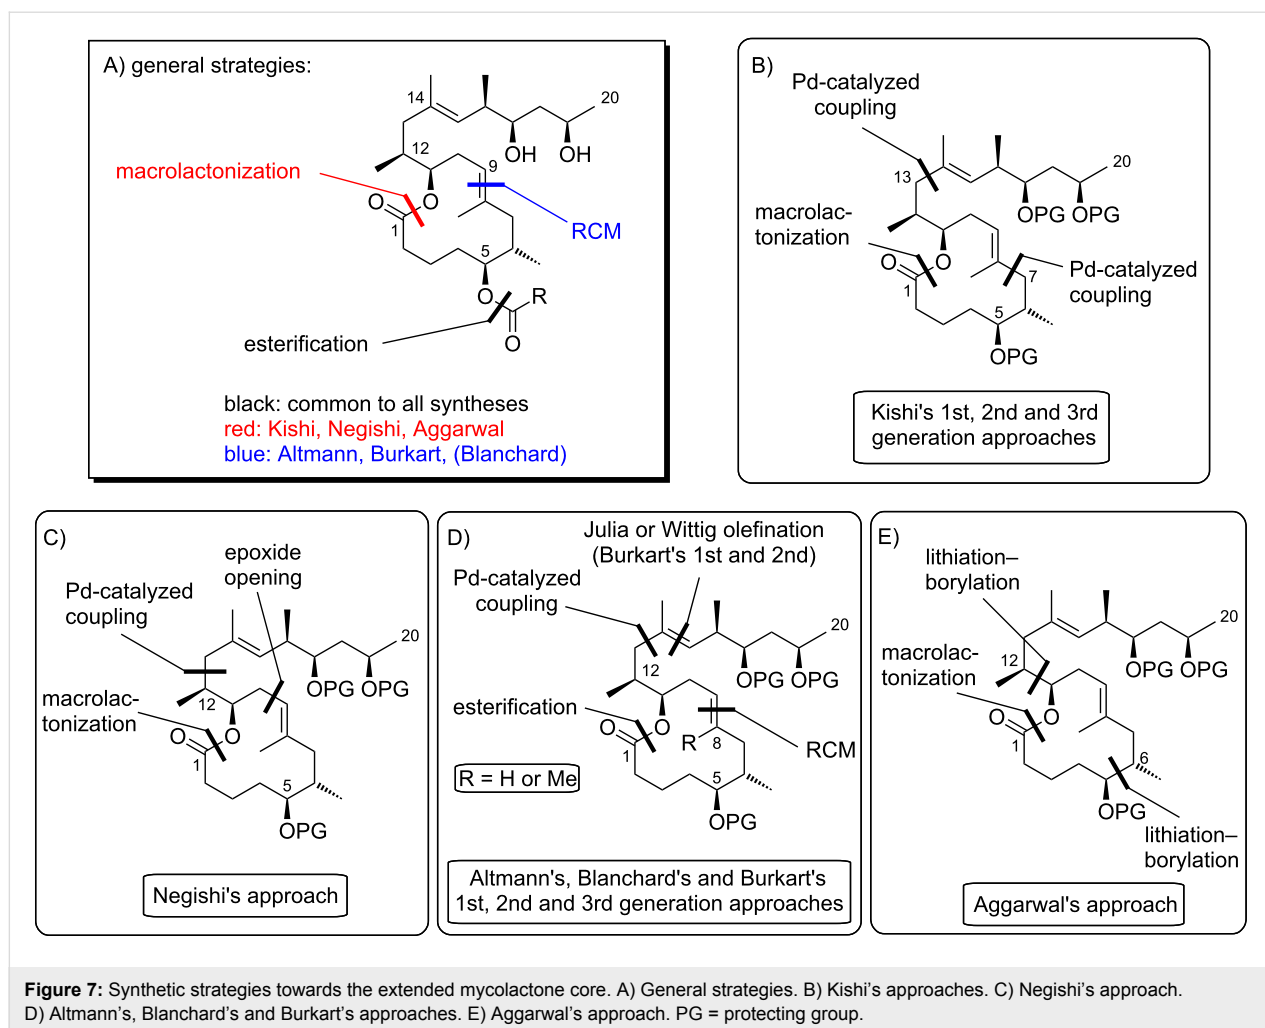 A) general strategies:
14
20
12
9
OH
OH
macrolactonization
O
O
1
RCM
5
O
R
O
esterification
black: common to all syntheses
red: Kishi, Negishi, Aggarwal
blue: Altmann, Burkart, (Blanchard)
B)
Pd-catalyzed
coupling
20
13
OPG
OPG
macrolac-
tonization
O
O
1
7
Pd-catalyzed
coupling
5
OPG
Kishi's 1st, 2nd and 3rd
generation approaches
C)
epoxide
opening
Pd-catalyzed
coupling
20
OPG
OPG
12
macrolac-
tonization
O
O
1
5
OPG
Negishi's approach
D)
Julia or Wittig olefination
(Burkart's 1st and 2nd)
Pd-catalyzed
coupling
20
12
OPG
OPG
esterification
O
O
1
R
8
RCM
R = H or Me
5
OPG
Altmann's, Blanchard's and Burkart's
1st, 2nd and 3rd generation approaches
E)
lithiation–
borylation
20
macrolac-
tonization
12
OPG
OPG
O
O
1
6
OPG
lithiation–
borylation
Aggarwal's approach
Figure 7: Synthetic strategies towards the extended mycolactone core. A) General strategies. B) Kishi's approaches. C) Negishi's approach.
D) Altmann's, Blanchard's and Burkart's approaches. E) Aggarwal's approach. PG = protecting group.